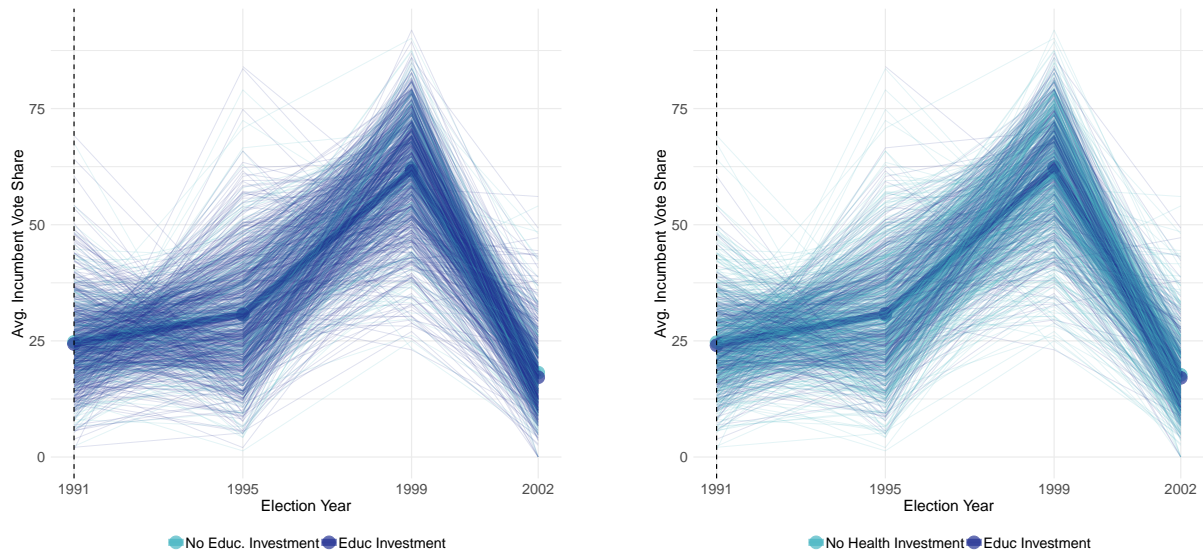 Avg. Incumbent Vote Share
75
50
25
0
1991 1995 1999 2002
Election Year
No Educ. Investment Educ Investment
Avg. Incumbent Vote Share
75
50
25
0
1991 1995 1999 2002
Election Year
No Health Investment Educ Investment